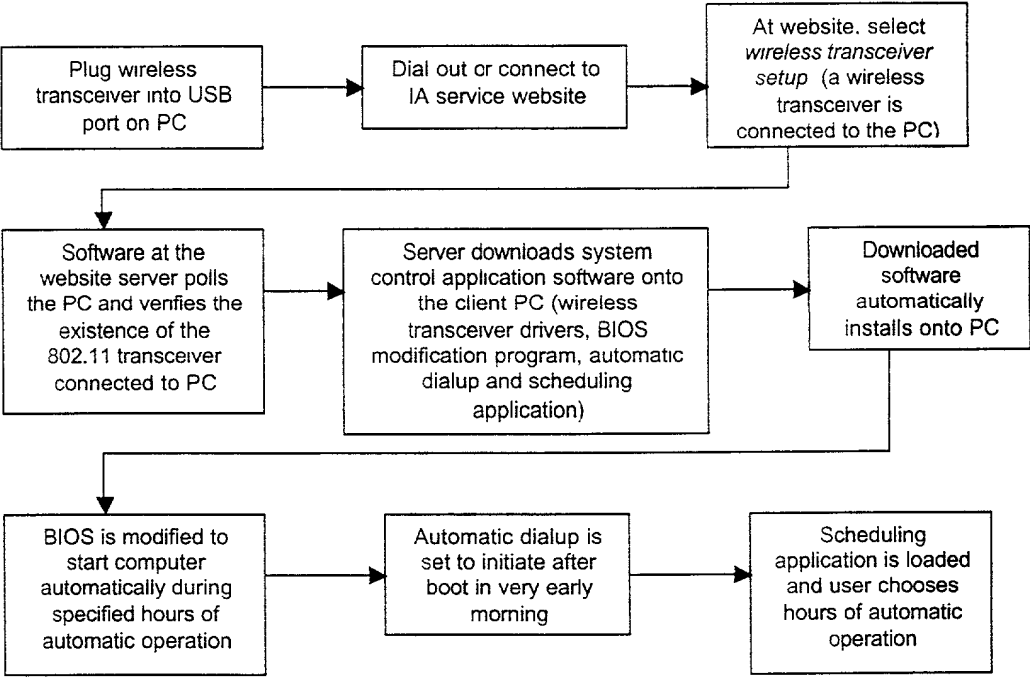 Plug wireless
transceiver into USB
port on PC
Dial out or connect to
IA service website
At website, select
wireless transceiver
setup (a wireless
transceiver is
connected to the PC)
Software at the
website server polls
the PC and verifies the
existence of the
802.11 transceiver
connected to PC
Server downloads system
control application software onto
the client PC (wireless
transceiver drivers, BIOS
modification program, automatic
dialup and scheduling
application)
Downloaded
software
automatically
installs onto PC
BIOS is modified to
start computer
automatically during
specified hours of
automatic operation
Automatic dialup is
set to initiate after
boot in very early
morning
Scheduling
application is loaded
and user chooses
hours of automatic
operation